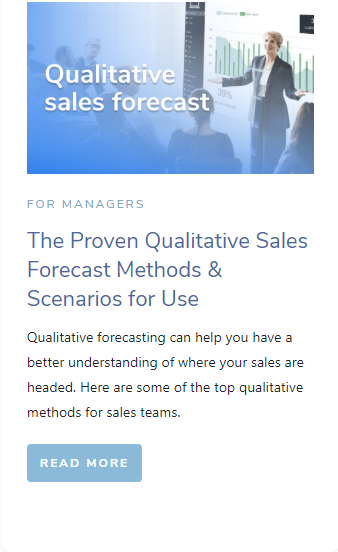 Qualitative
sales forecast
38%
FOR MANAGERS
The Proven Qualitative Sales
Forecast Methods &
Scenarios for Use
Qualitative forecasting can help you have a
better understanding of where your sales are
headed. Here are some of the top qualitative
methods for sales teams.
READ MORE